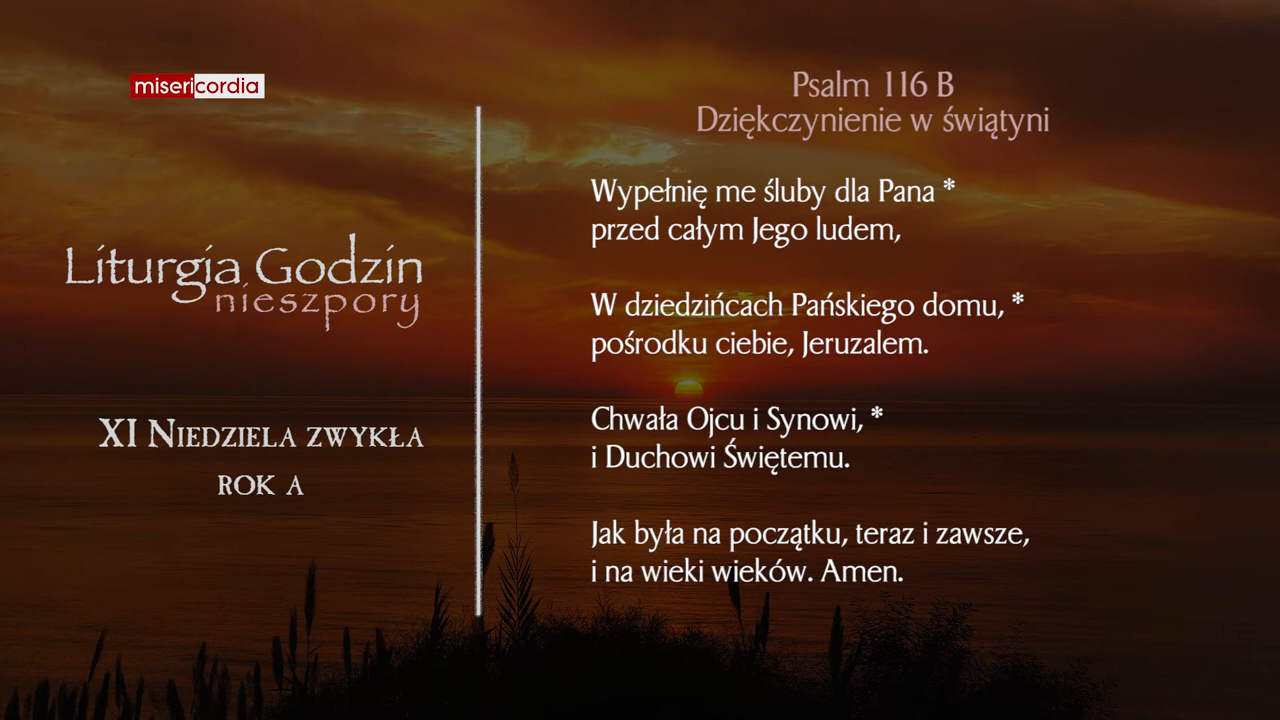 misericordia
Liturgia Godzin
nieszpory
XI Niedziela zwykła
rok a
Psalm 116 B
Dziękczynienie w świątyni
Wypełnię me śluby dla Pana *
przed całym Jego ludem,
W dziedzińcach Pańskiego domu, *
pośrodku ciebie, Jeruzalem.
Chwała Ojcu i Synowi, *
i Duchowi Świętemu.
Jak była na początku, teraz i zawsze,
i na wieki wieków. Amen.